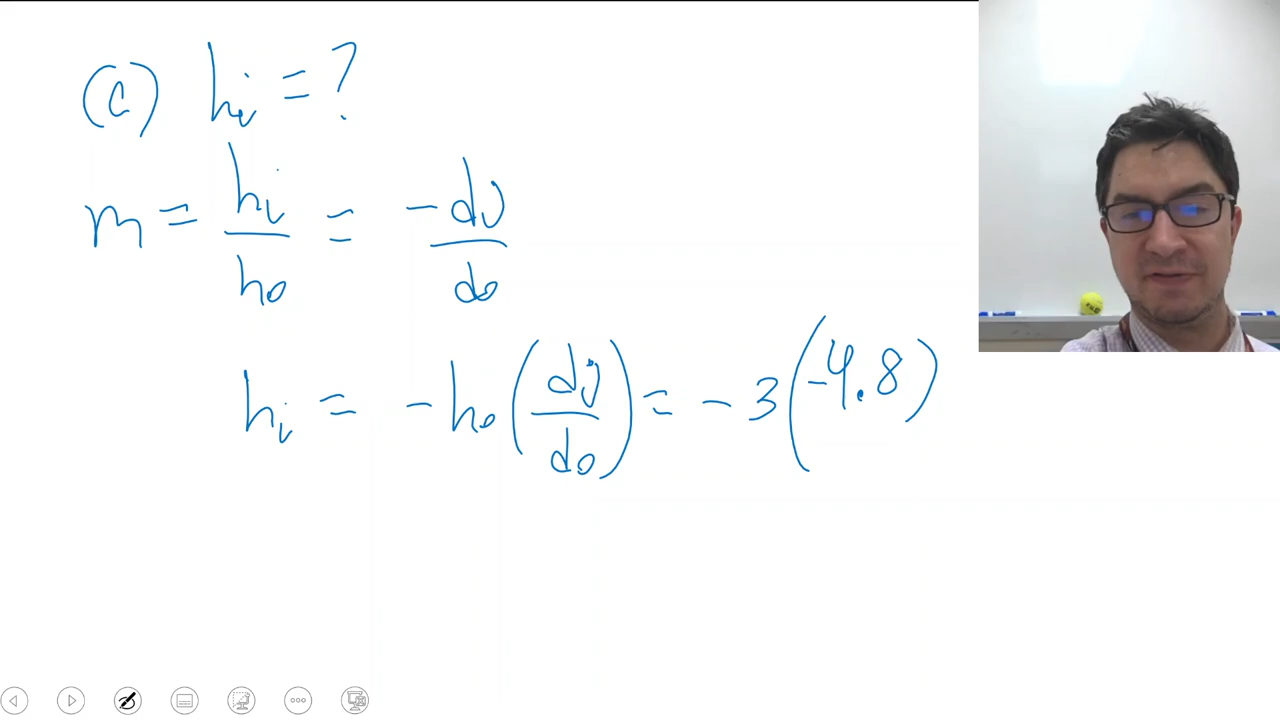 (c) hi = ?
m = hi/ho = -di/do
hi = -ho (di/do) = -3 (-4.8)